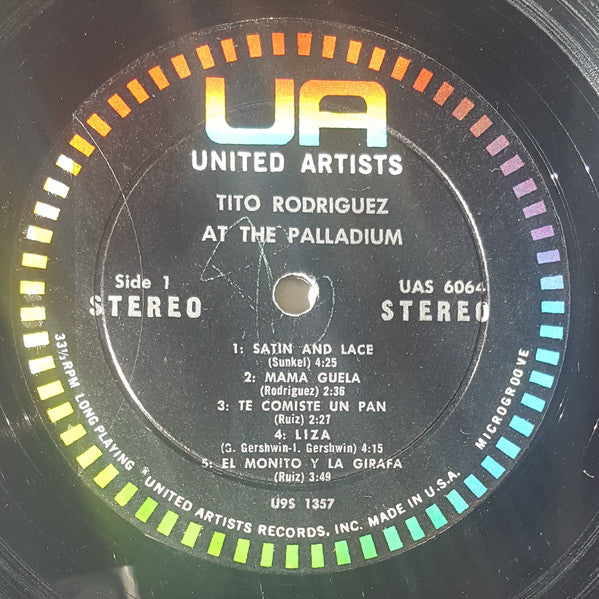 UA
UNITED ARTISTS
TITO RODRIGUEZ
AT THE PALLADIUM
Side 1
STEREO
UAS 6064
STEREO
1: SATIN AND LACE
(Sunkel) 4:25
2: MAMA GUELA
(Rodriguez) 2:36
3: TE COMISTE UN PAN
(Ruiz) 2:27
4: LIZA
(G. Gershwin-I. Gershwin) 4:15
5: EL MONITO Y LA GIRAFA
(Ruiz) 3:49
U9S 1357
33⅓ RPM LONG PLAYING ®UNITED ARTISTS RECORDS, INC. MADE IN U.S.A. MICROGROOVE